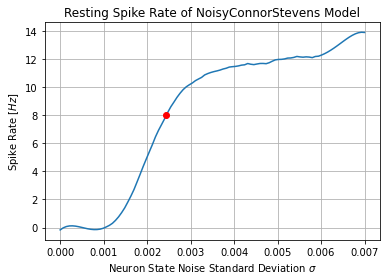 Resting Spike Rate of NoisyConnorStevens Model
Spike Rate [Hz]
14
12
10
8
6
4
2
0
0.000 0.001 0.002 0.003 0.004 0.005 0.006 0.007
Neuron State Noise Standard Deviation σ